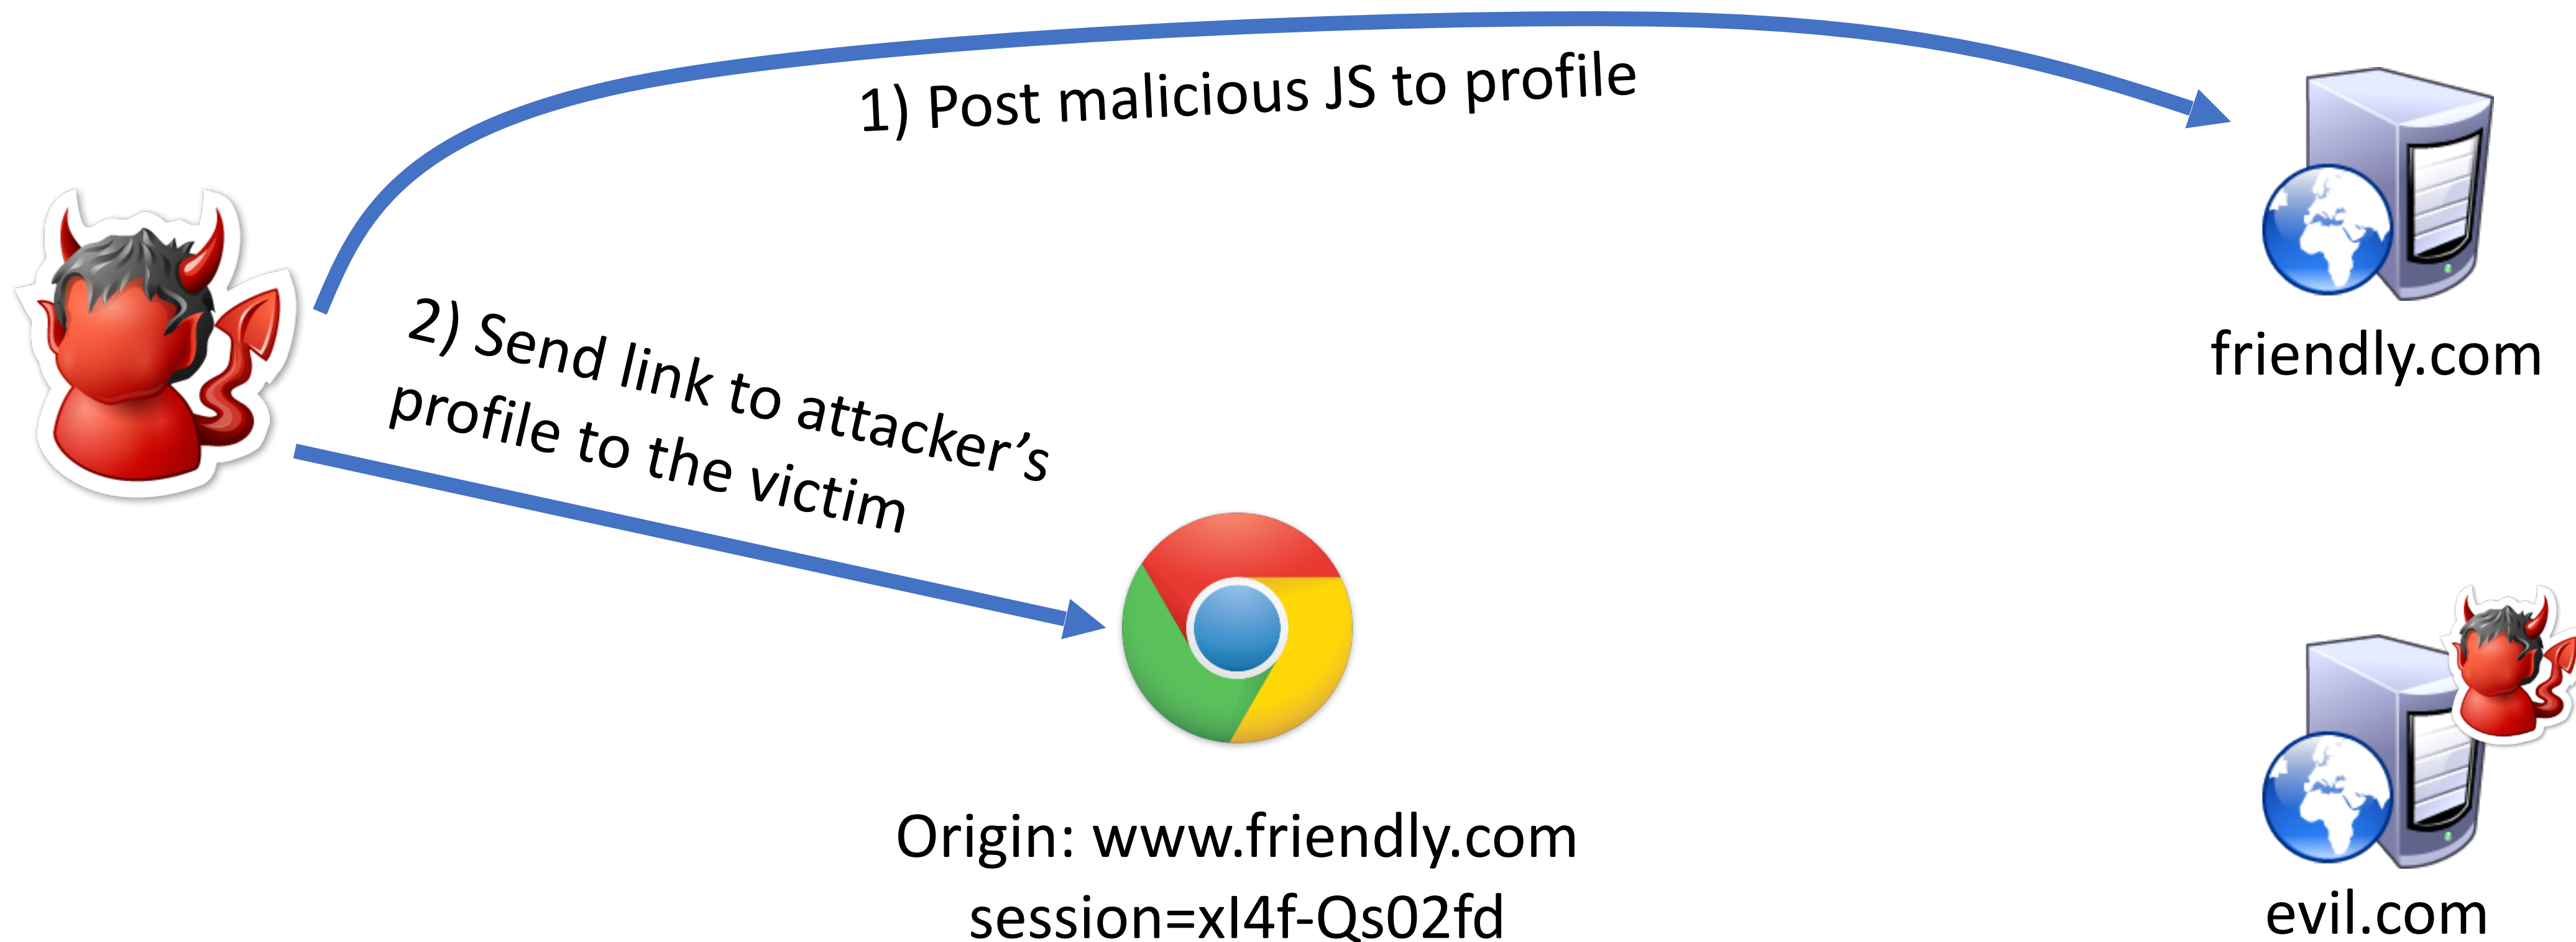 1) Post malicious JS to profile
2) Send link to attacker’s
profile to the victim
friendly.com
Origin: www.friendly.com
session=xI4f-Qs02fd
evil.com